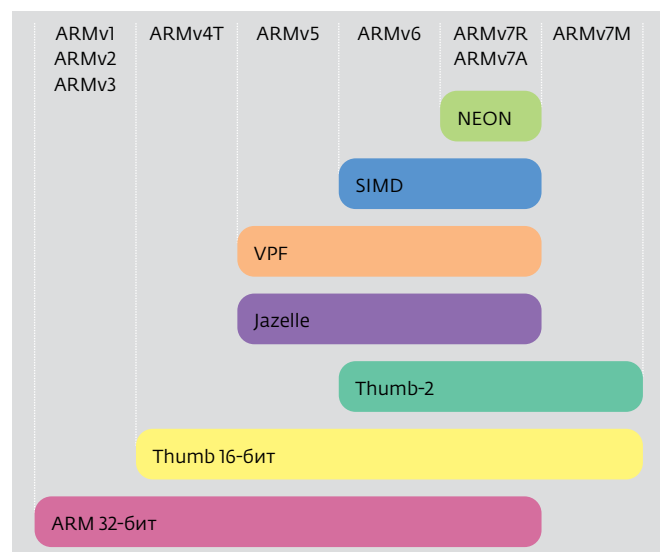 ARMv1 ARMv4T ARMv5 ARMv6 ARMv7R ARMv7M
ARMv2 ARMv7A
ARMv3
NEON
SIMD
VPF
Jazelle
Thumb-2
Thumb 16-бит
ARM 32-бит